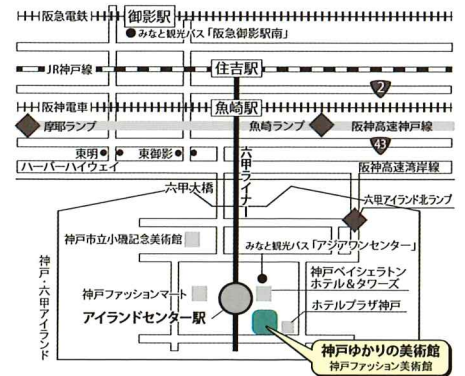 阪急電鉄
御影駅
みなと観光バス「阪急御影駅南」
JR神戸線
住吉駅
2
阪神電車
魚崎駅
摩耶ランプ
魚崎ランプ
阪神高速神戸線
43
東明
東御影
六甲ライナー
ハーバーハイウェイ
阪神高速湾岸線
六甲大橋
六甲アイランド北ランプ
神戸市立小磯記念美術館
みなと観光バス「アジアワンセンター」
神戸ベイシェラトン
ホテル&タワーズ
神戸ファッションマート
アイランドセンター駅
ホテルプラザ神戸
神戸・六甲アイランド
神戸ゆかりの美術館
神戸ファッション美術館